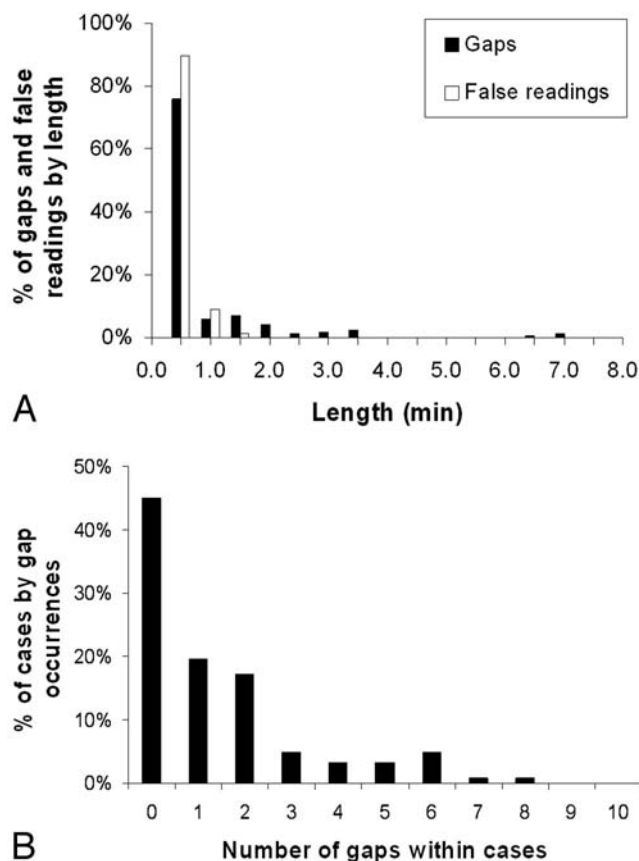 100%
80%
60%
40%
20%
0%
% of gaps and false
readings by length
Gaps
False readings
0.0 1.0 2.0 3.0 4.0 5.0 6.0 7.0 8.0
Length (min)
A
50%
40%
30%
20%
10%
0%
% of cases by gap
occurrences
0 1 2 3 4 5 6 7 8 9 10
Number of gaps within cases
B